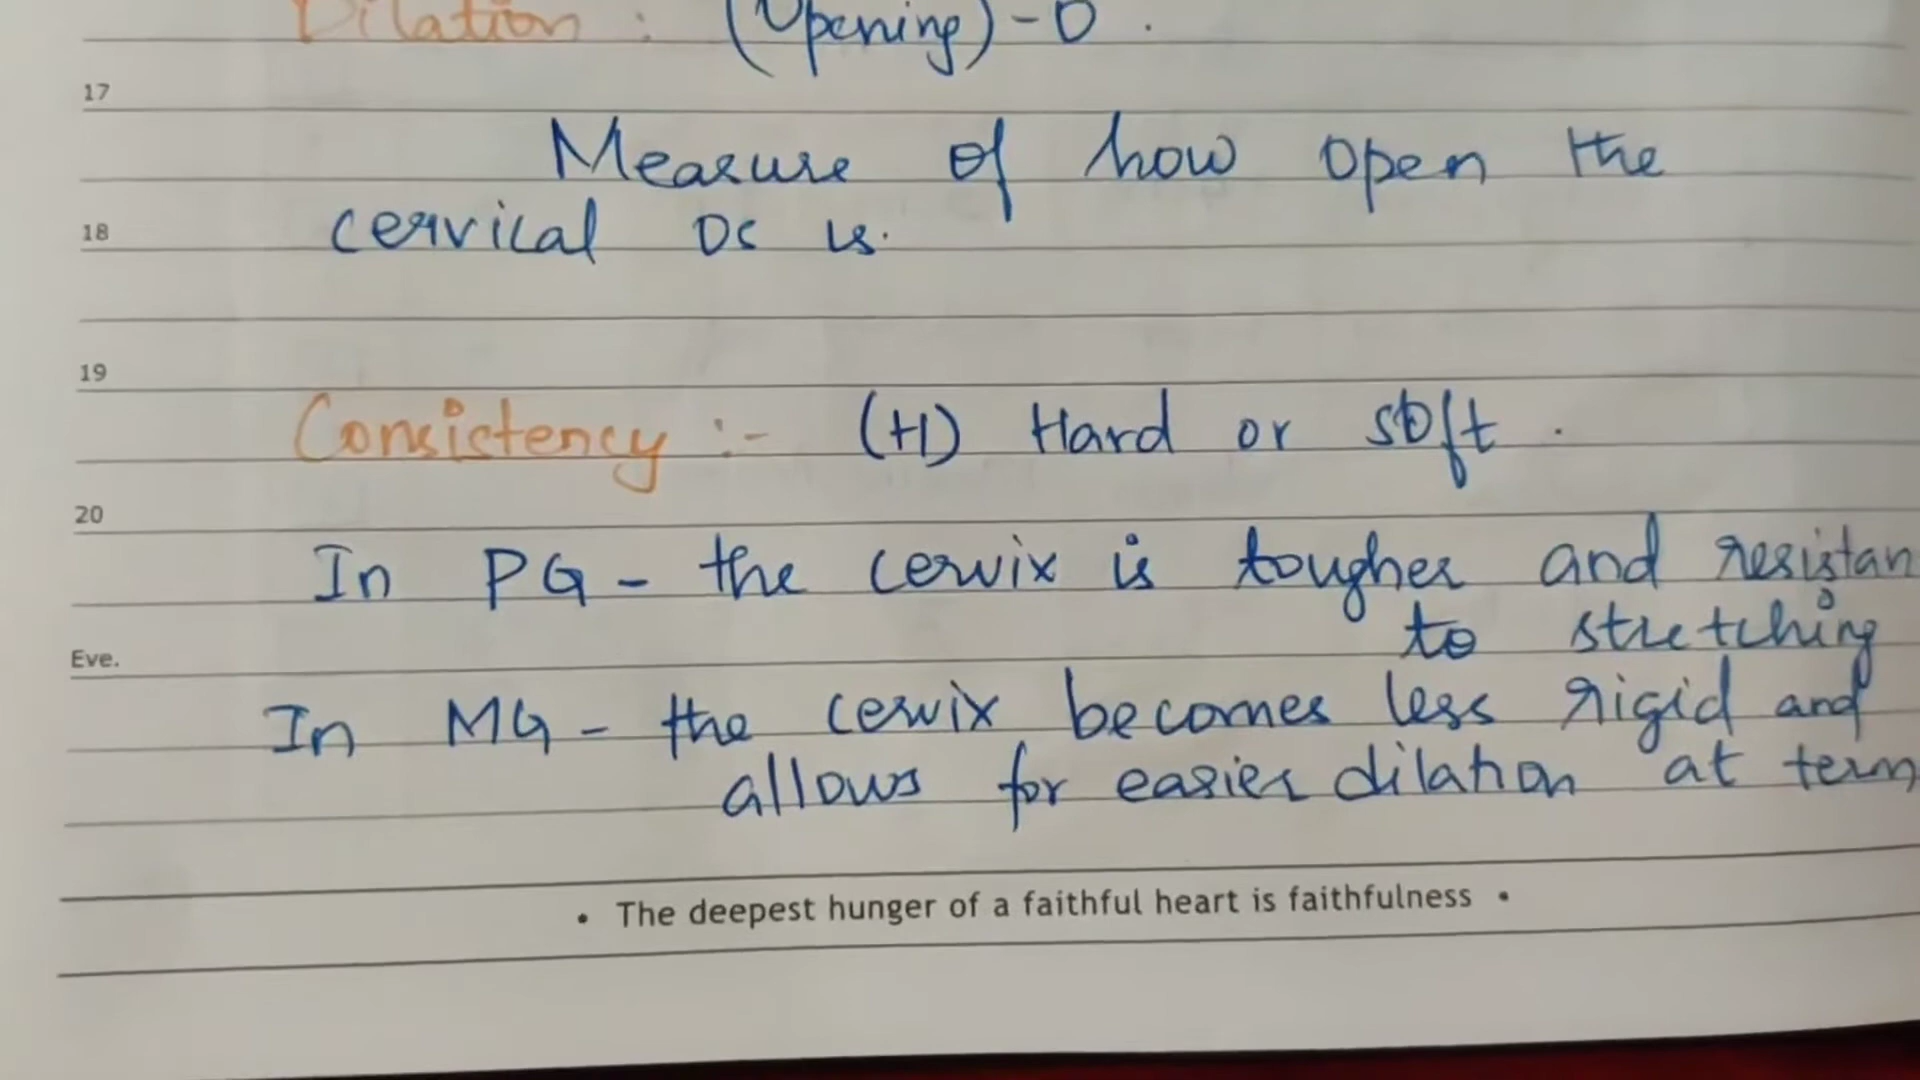 Dilation : (Opening) - O .
17
Measure of how open the
18 cervical os is.
19
Consistency :- (H) Hard or soft .
20
In PG - the cervix is tougher and resistan
to stretching
Eve.
In MG - the cervix becomes less rigid and
allows for easier dilation at term
• The deepest hunger of a faithful heart is faithfulness •